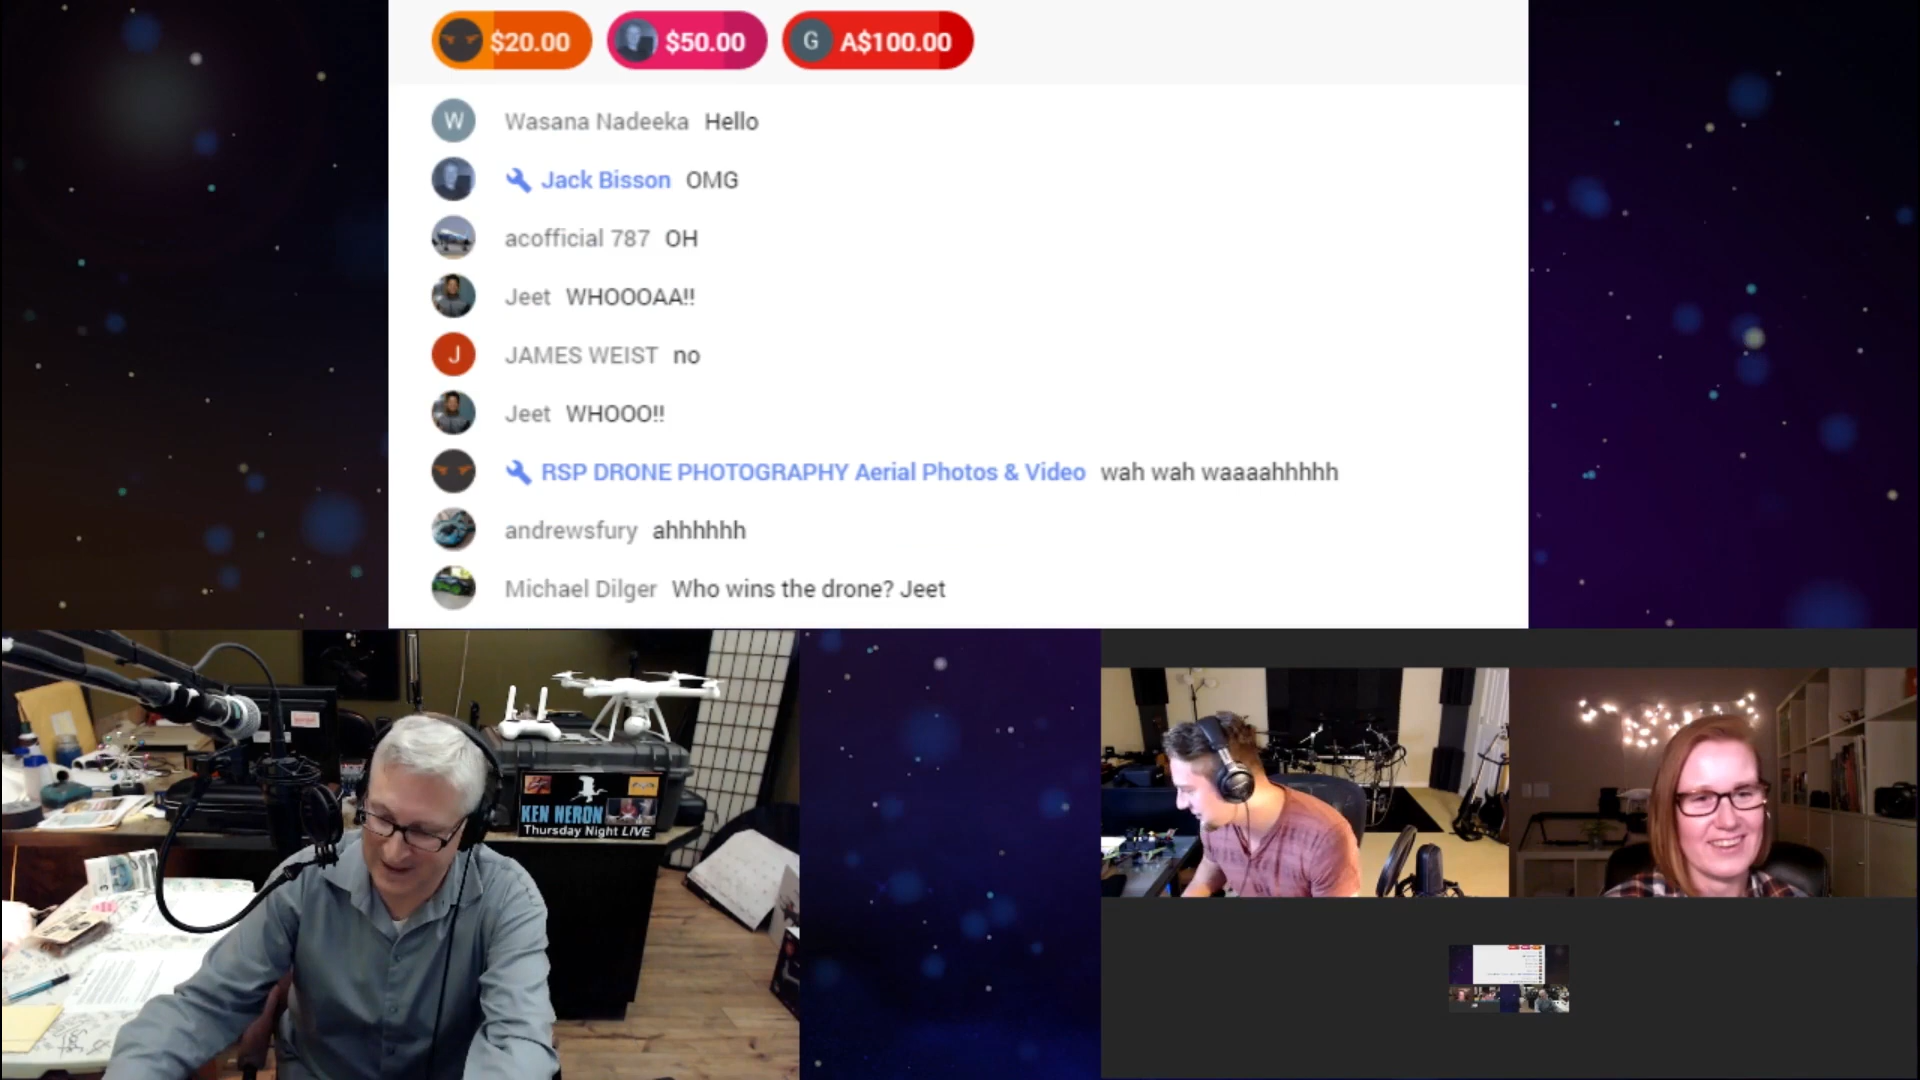 $20.00 $50.00 G A$100.00
W Wasana Nadeeka Hello
Jack Bisson OMG
acofficial 787 OH
Jeet WHOOOAA!!
J JAMES WEIST no
Jeet WHOOO!!
RSP DRONE PHOTOGRAPHY Aerial Photos & Video wah wah waaaahhhhh
andrewsfury ahhhhhh
Michael Dilger Who wins the drone? Jeet
KEN HERON
Thursday Night LIVE